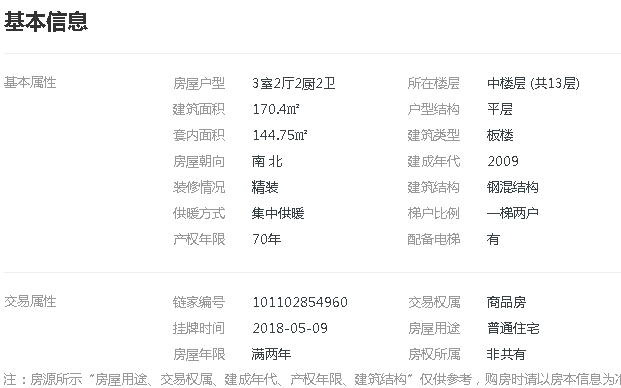 基本信息
基本属性 房屋户型 3室2厅2厨2卫 所在楼层 中楼层 (共13层)
建筑面积 170.4㎡ 户型结构 平层
套内面积 144.75㎡ 建筑类型 板楼
房屋朝向 南 北 建成年代 2009
装修情况 精装 建筑结构 钢混结构
供暖方式 集中供暖 梯户比例 一梯两户
产权年限 70年 配备电梯 有
交易属性 链家编号 101102854960 交易权属 商品房
挂牌时间 2018-05-09 房屋用途 普通住宅
房屋年限 满两年 房权所属 非共有
注：房源所示“房屋用途、交易权属、建成年代、产权年限、建筑结构”仅供参考，购房时请以房本信息为